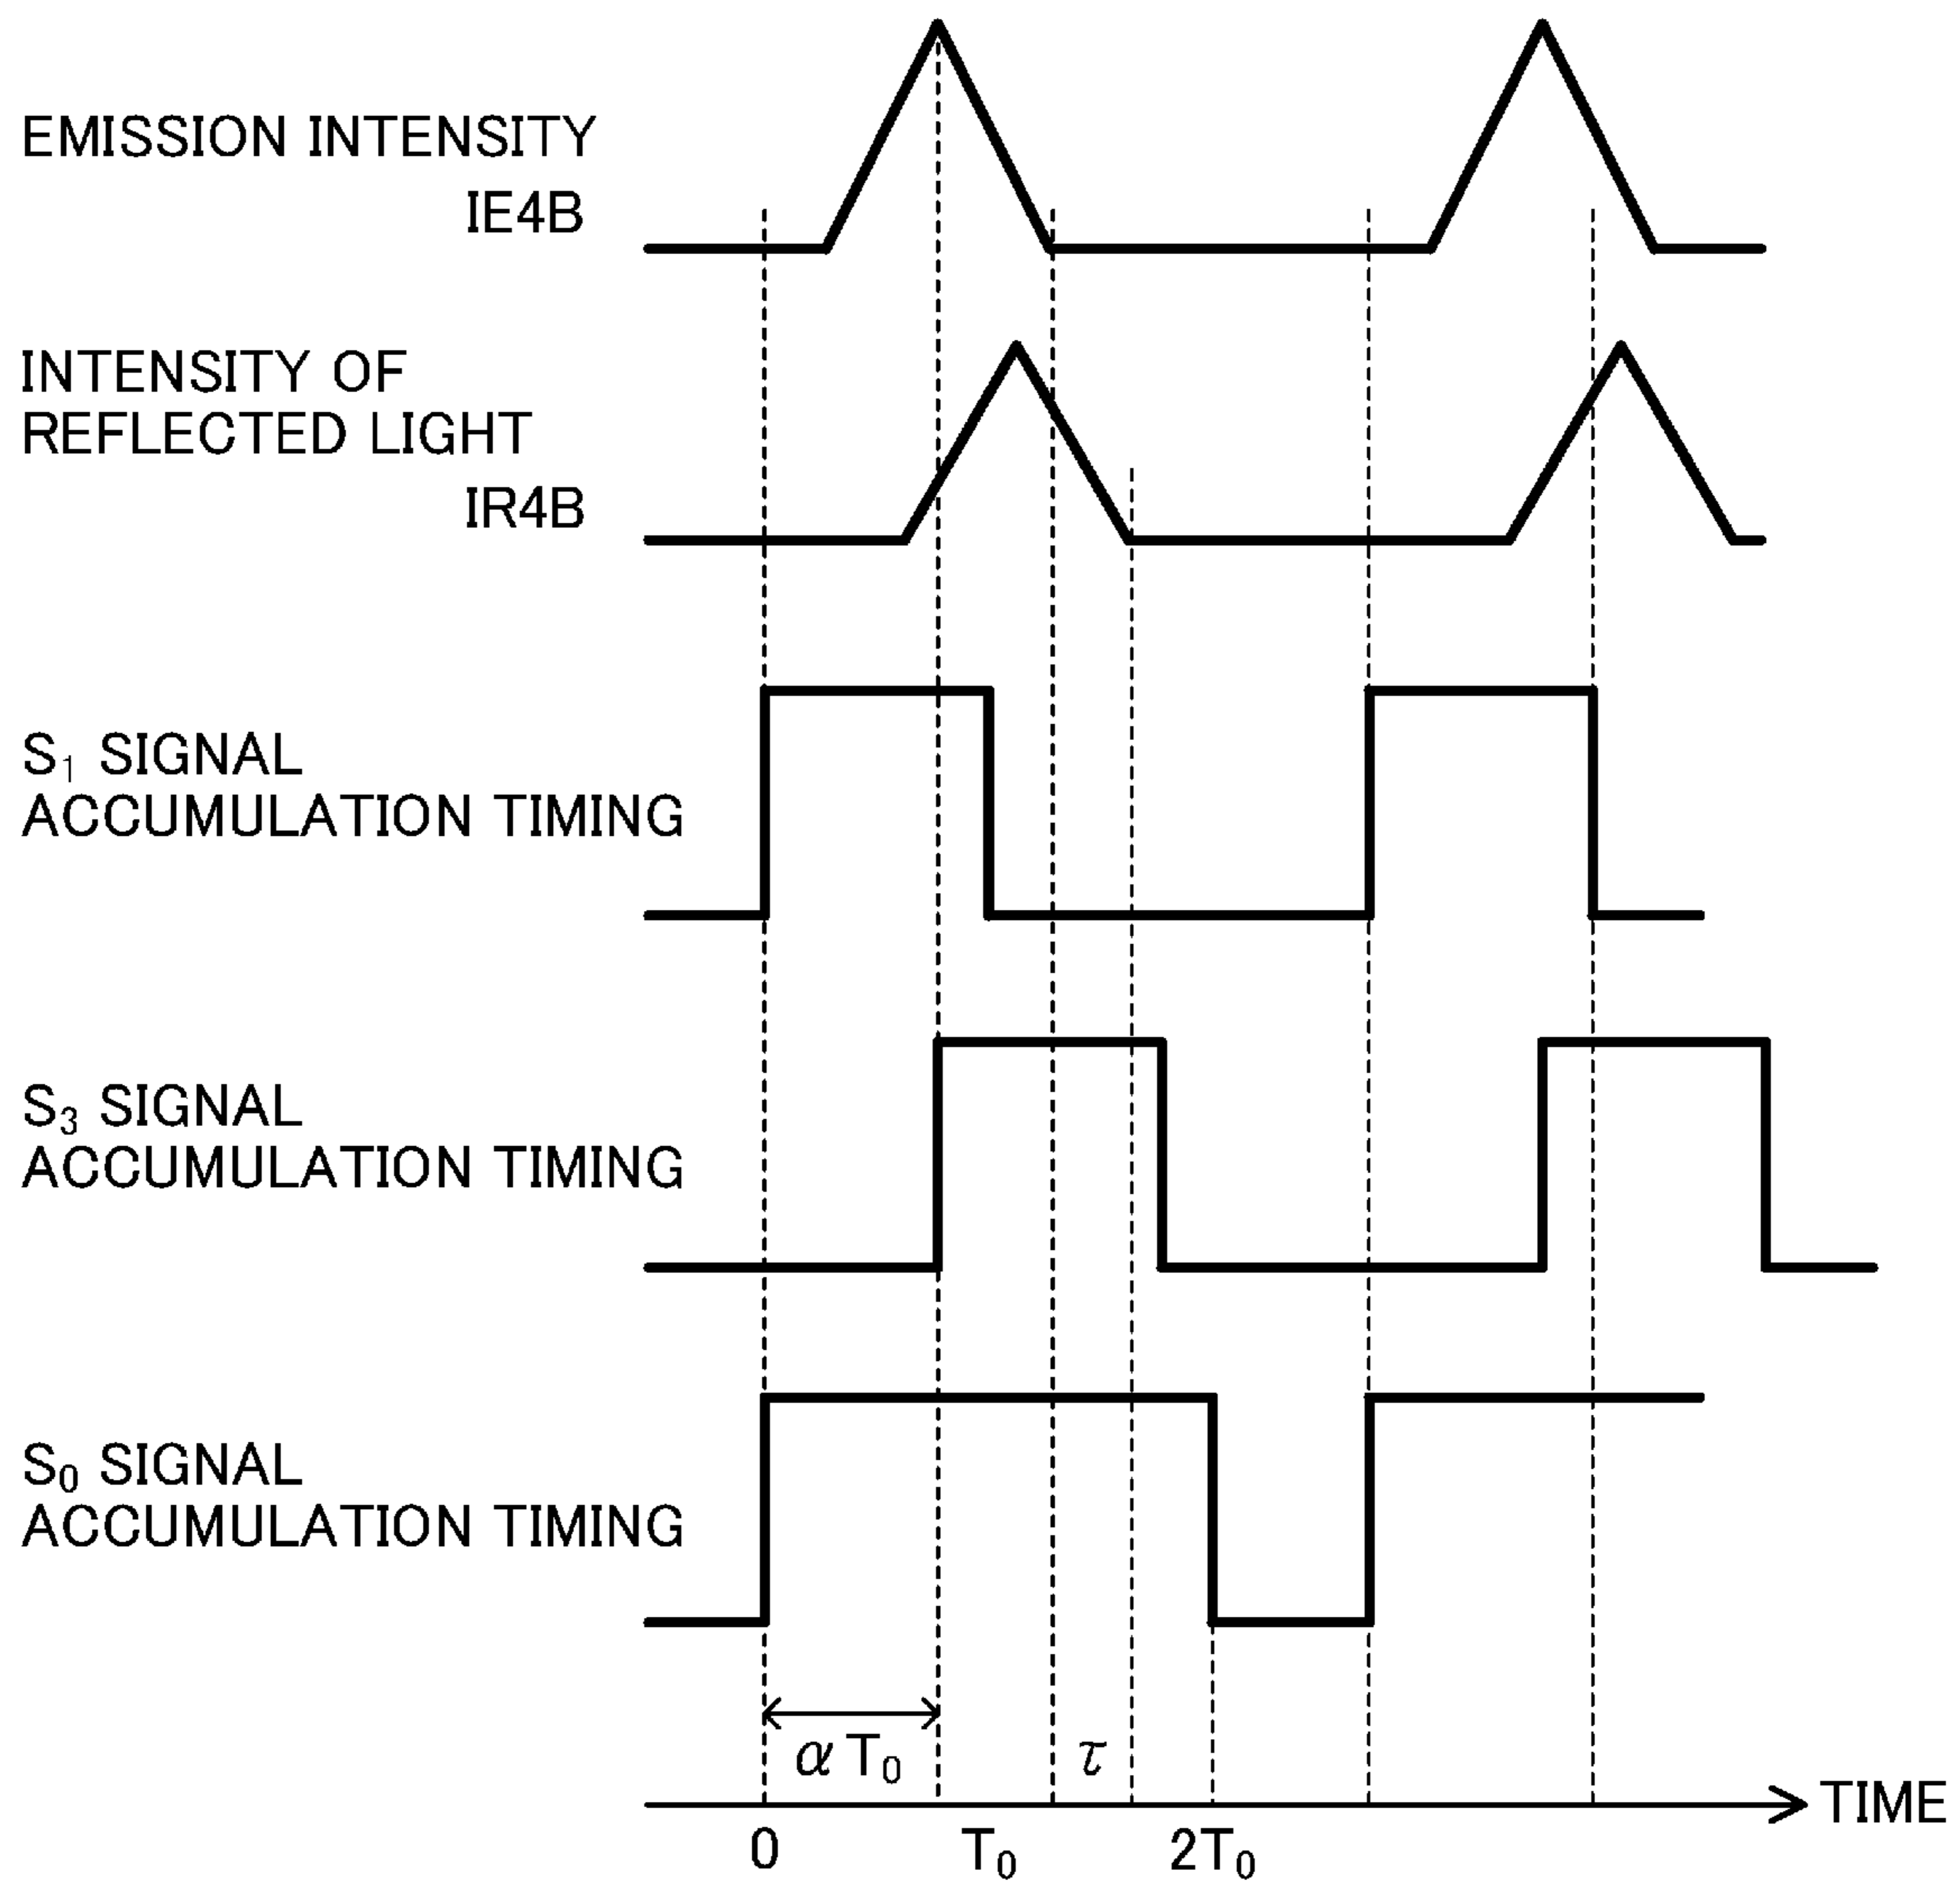 EMISSION INTENSITY
IE4B
INTENSITY OF
REFLECTED LIGHT
IR4B
S₁ SIGNAL
ACCUMULATION TIMING
S₃ SIGNAL
ACCUMULATION TIMING
S₀ SIGNAL
ACCUMULATION TIMING
α T₀
τ
TIME
0 T₀ 2T₀